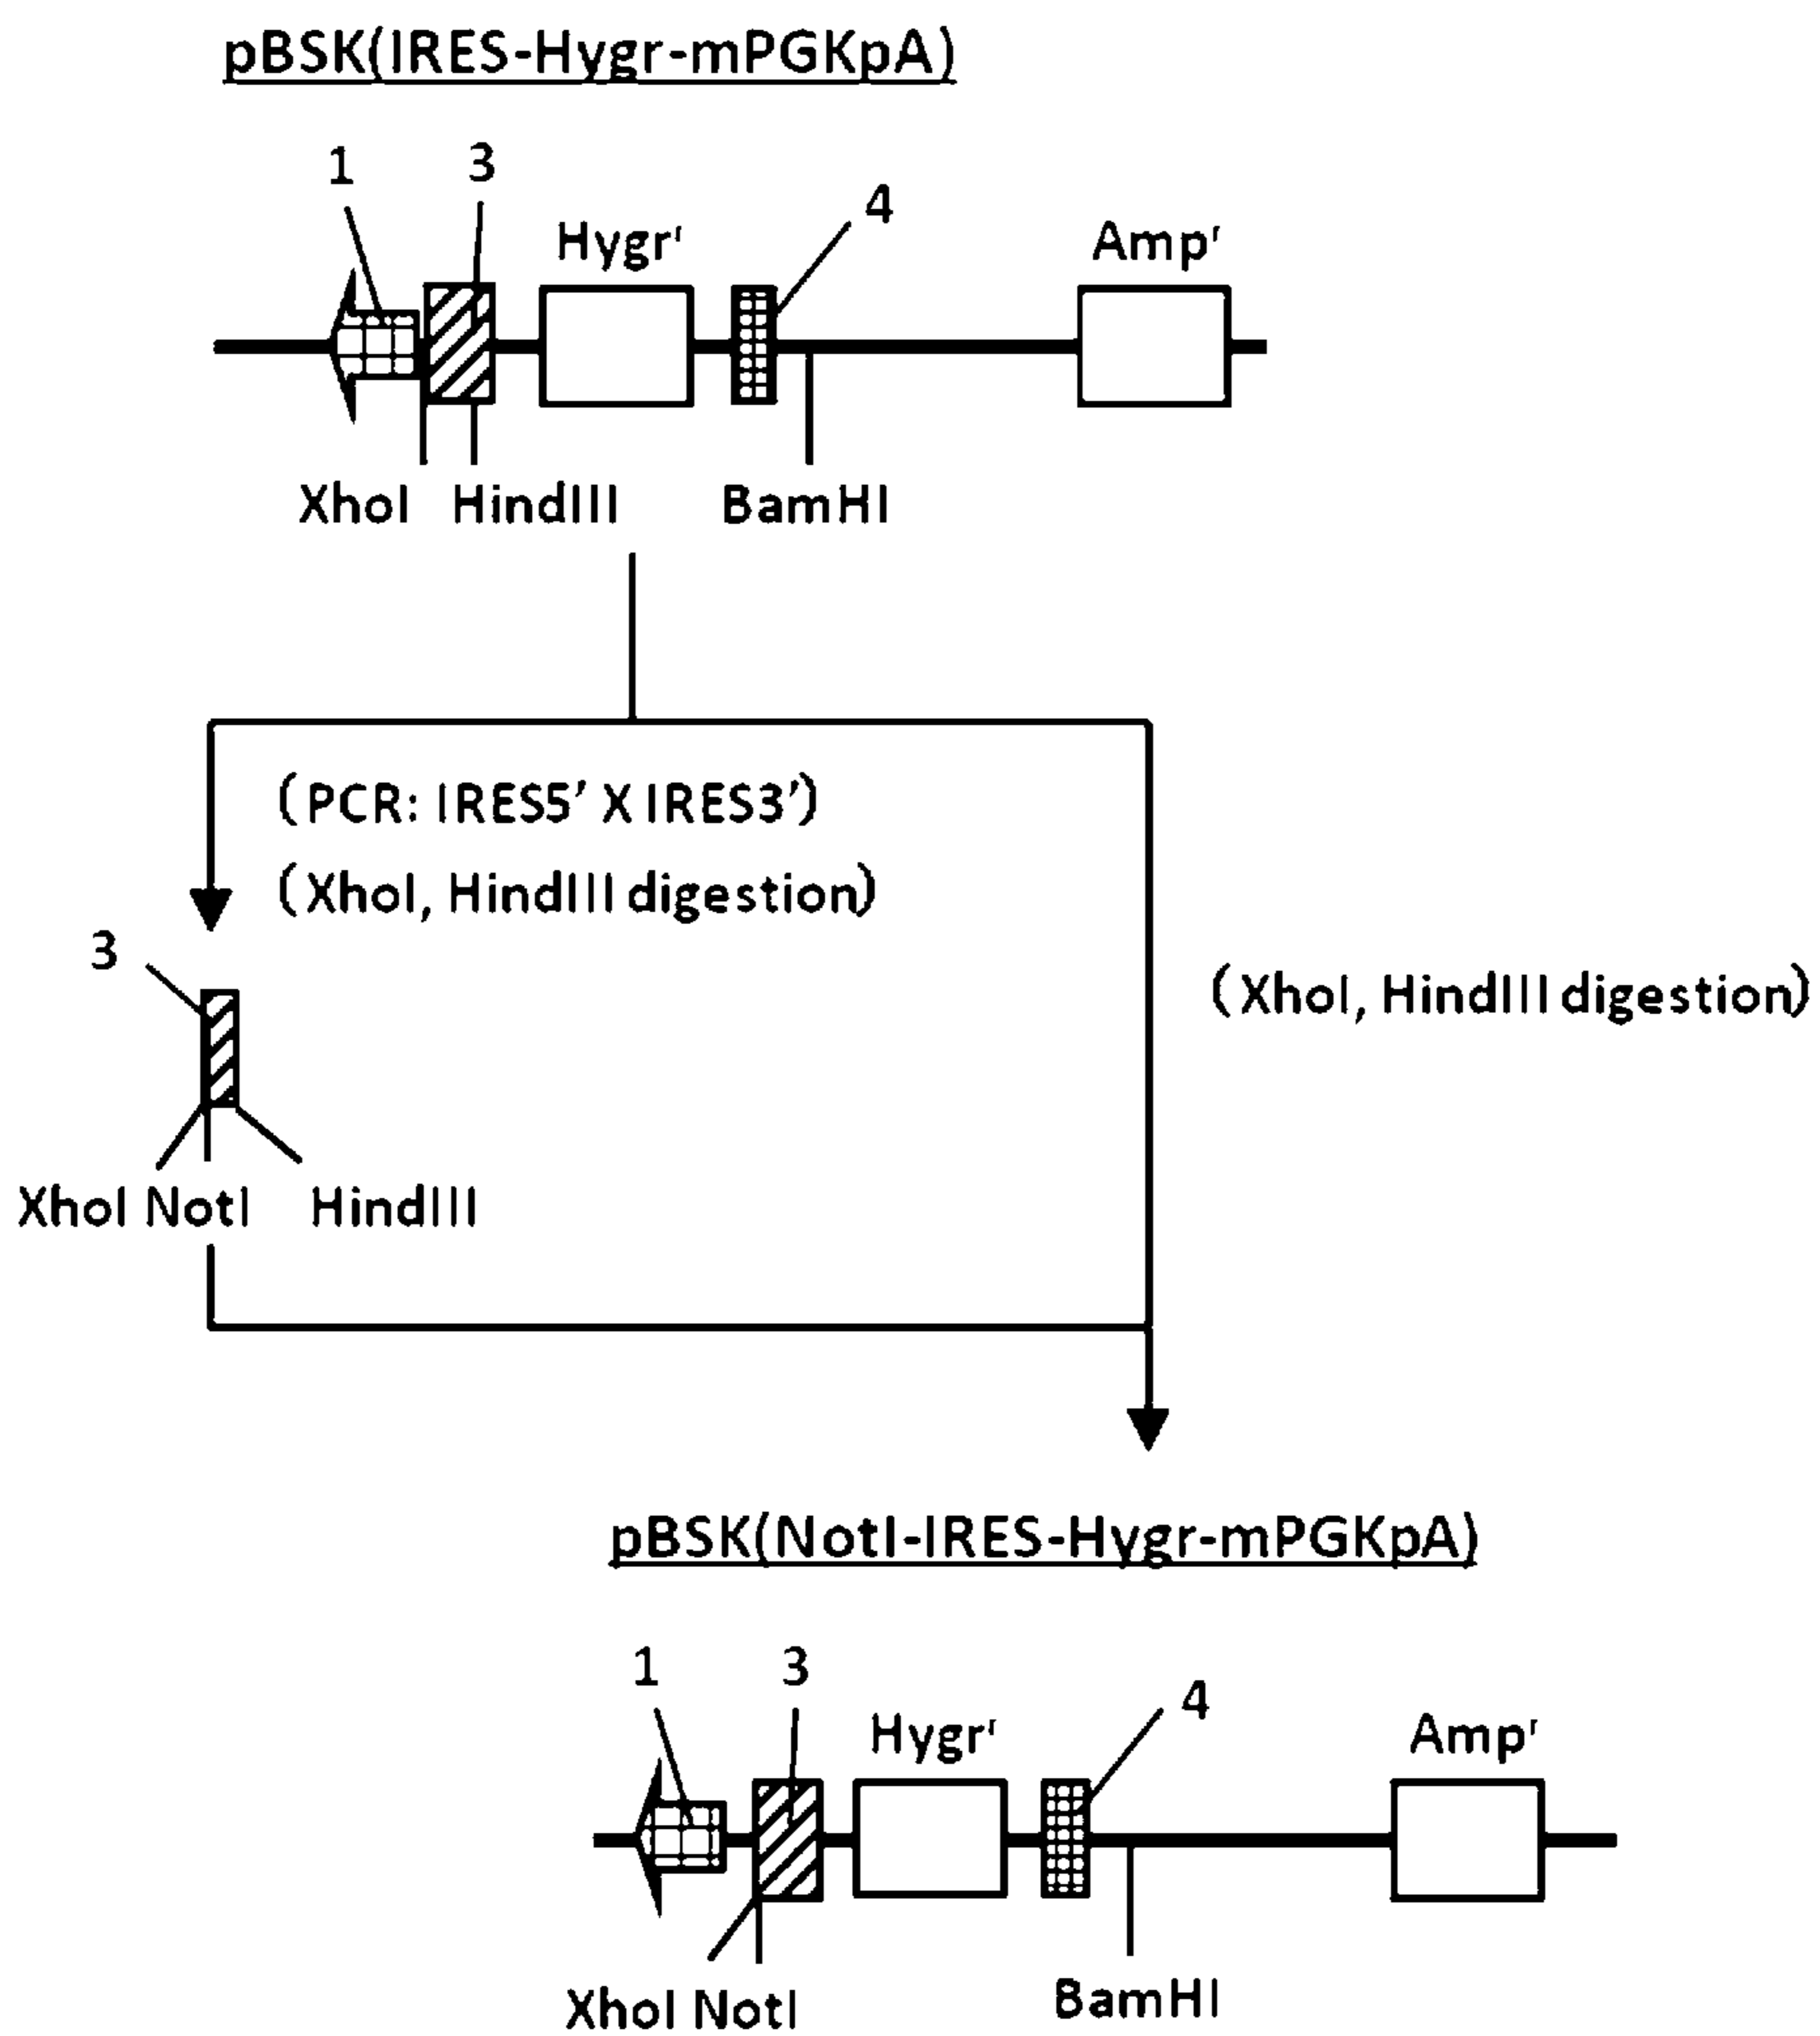 pBSK(IRES-Hygr-mPGKpA)
1 3 4
Hygrʳ Ampʳ
XhoI HindIII BamHI
(PCR: IRES5’ X IRES3’)
(XhoI, HindIII digestion)
3
(XhoI, HindIII digestion)
XhoI NotI HindIII
pBSK(NotI-IRES-Hygr-mPGKpA)
1 3 4
Hygrʳ Ampʳ
XhoI NotI BamHI